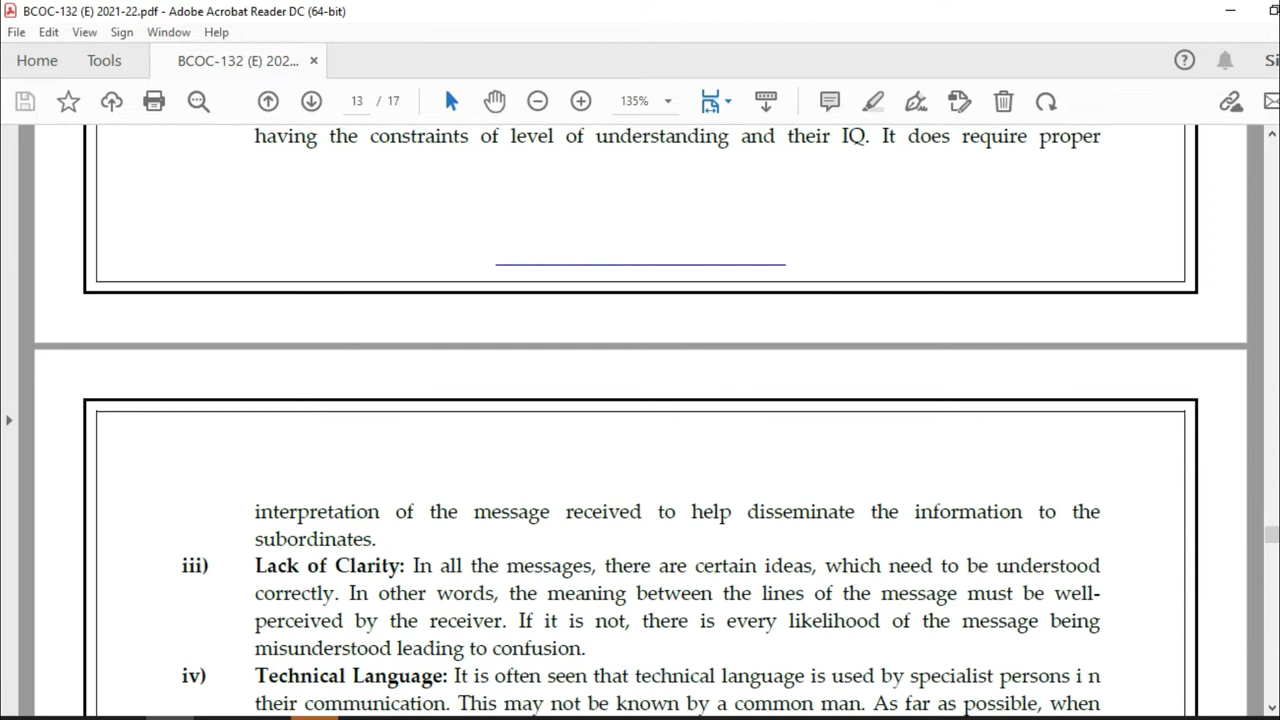 BCOC-132 (E) 2021-22.pdf - Adobe Acrobat Reader DC (64-bit)
File Edit View Sign Window Help
Home Tools BCOC-132 (E) 202... ×
13 / 17 135%
having the constraints of level of understanding and their IQ. It does require proper
interpretation of the message received to help disseminate the information to the
subordinates.
iii) Lack of Clarity: In all the messages, there are certain ideas, which need to be understood
correctly. In other words, the meaning between the lines of the message must be well-
perceived by the receiver. If it is not, there is every likelihood of the message being
misunderstood leading to confusion.
iv) Technical Language: It is often seen that technical language is used by specialist persons i n
their communication. This may not be known by a common man. As far as possible, when